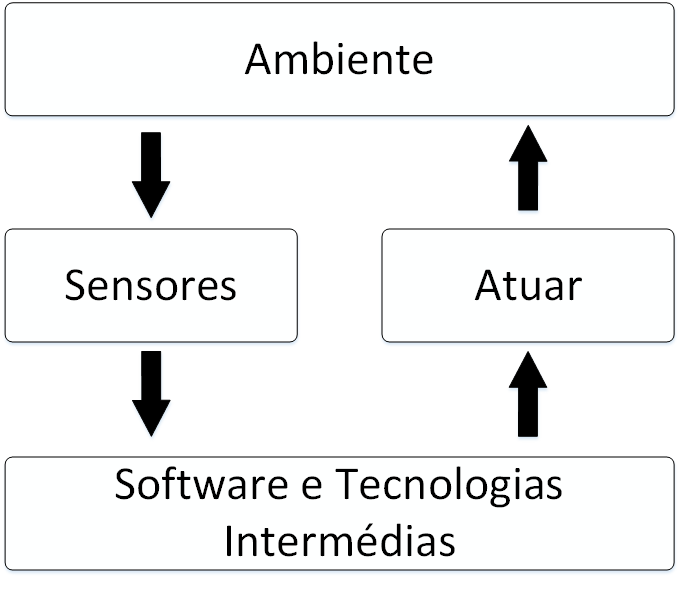 Ambiente
Sensores
Atuar
Software e Tecnologias
Intermédias